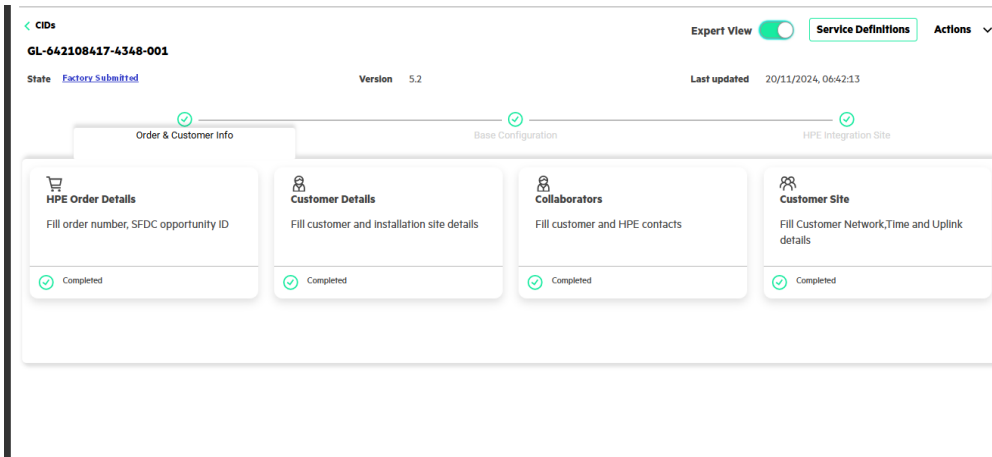 CIDs
Expert View
Service Definitions
Actions
GL-642108417-4348-001
State Factory Submitted
Version 5.2
Last updated 20/11/2024, 06:42:13
Order & Customer Info
Base Configuration
HPE Integration Site
HPE Order Details
Fill order number, SFDC opportunity ID
Completed
Customer Details
Fill customer and installation site details
Completed
Collaborators
Fill customer and HPE contacts
Completed
Customer Site
Fill Customer Network,Time and Uplink
details
Completed